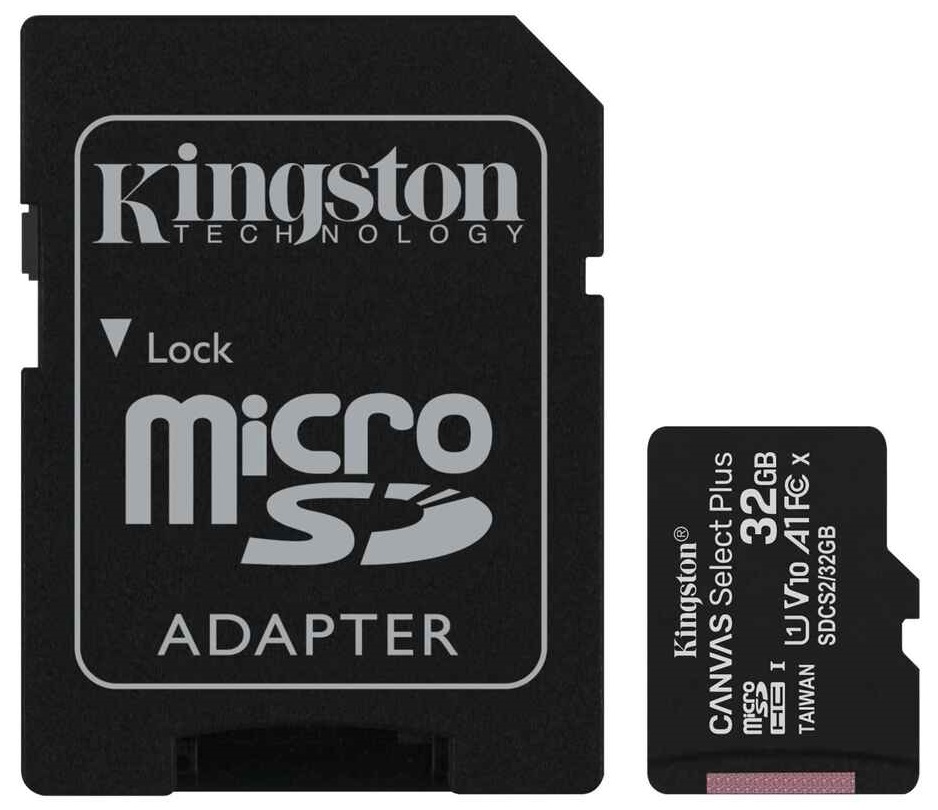 Kingston
TECHNOLOGY
Lock
micro
SD
ADAPTER
Kingston®
CANVAS Select Plus
micro
SD
HC I
32GB
U1 V10 A1 FC X
TAIWAN
SDCS2/32GB